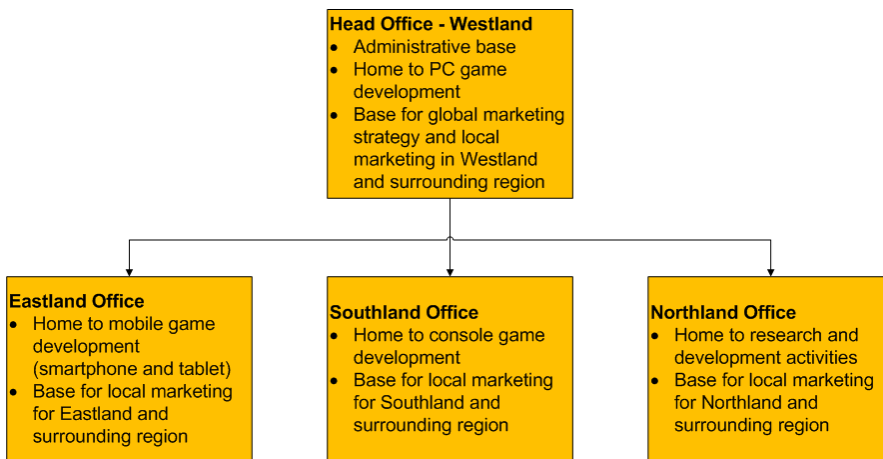 Head Office - Westland
• Administrative base
• Home to PC game
development
• Base for global marketing
strategy and local
marketing in Westland
and surrounding region
Eastland Office
• Home to mobile game
development
(smartphone and tablet)
• Base for local marketing
for Eastland and
surrounding region
Southland Office
• Home to console game
development
• Base for local marketing
for Southland and
surrounding region
Northland Office
• Home to research and
development activities
• Base for local marketing
for Northland and
surrounding region